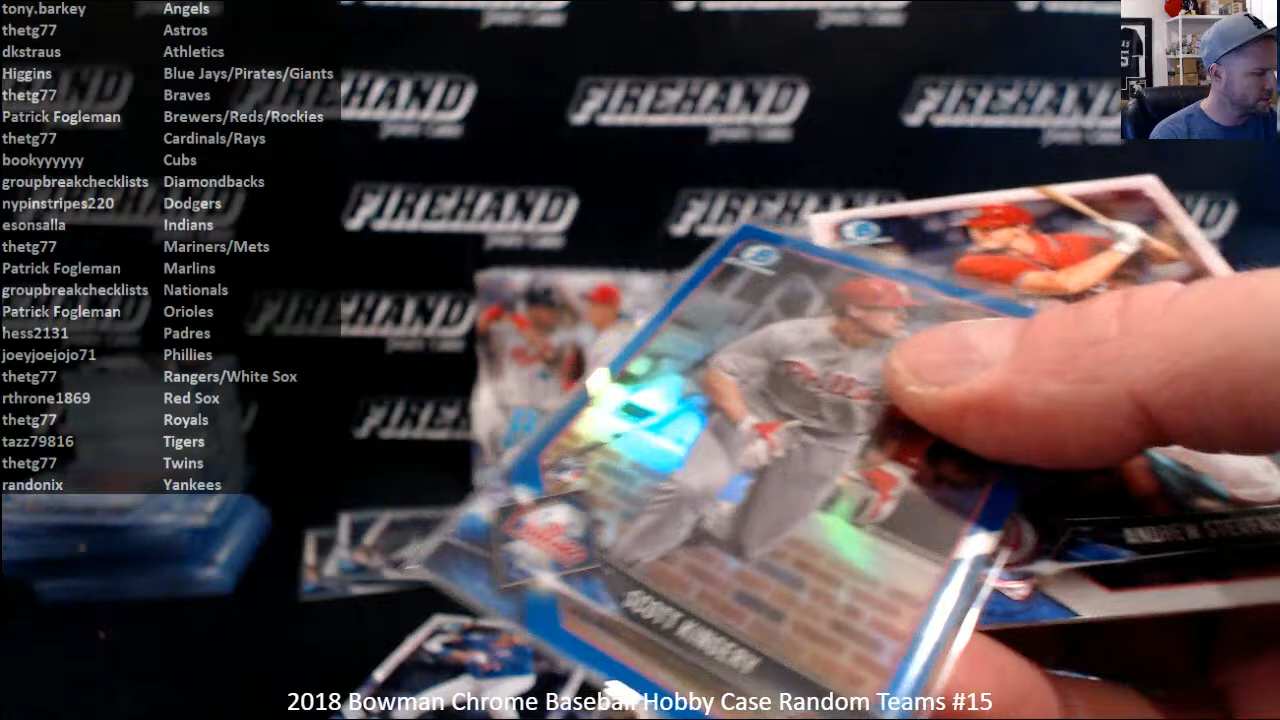 tony.barkey Angels
thetg77 Astros
dkstraus Athletics
Higgins Blue Jays/Pirates/Giants
thetg77 Braves
Patrick Fogleman Brewers/Reds/Rockies
thetg77 Cardinals/Rays
bookyyyyyy Cubs
groupbreakchecklists Diamondbacks
nypinstripes220 Dodgers
esonsalla Indians
thetg77 Mariners/Mets
Patrick Fogleman Marlins
groupbreakchecklists Nationals
Patrick Fogleman Orioles
hess2131 Padres
joeyjoejojo71 Phillies
thetg77 Rangers/White Sox
rthrone1869 Red Sox
thetg77 Royals
tazz79816 Tigers
thetg77 Twins
randonix Yankees
FIREHAND FIREHAND FIREHAND
FIREHAND FIREHAND
FIREHAND
FIREHAND
Phillies
SCOTT KINGERY
2018 Bowman Chrome Baseball Hobby Case Random Teams #15